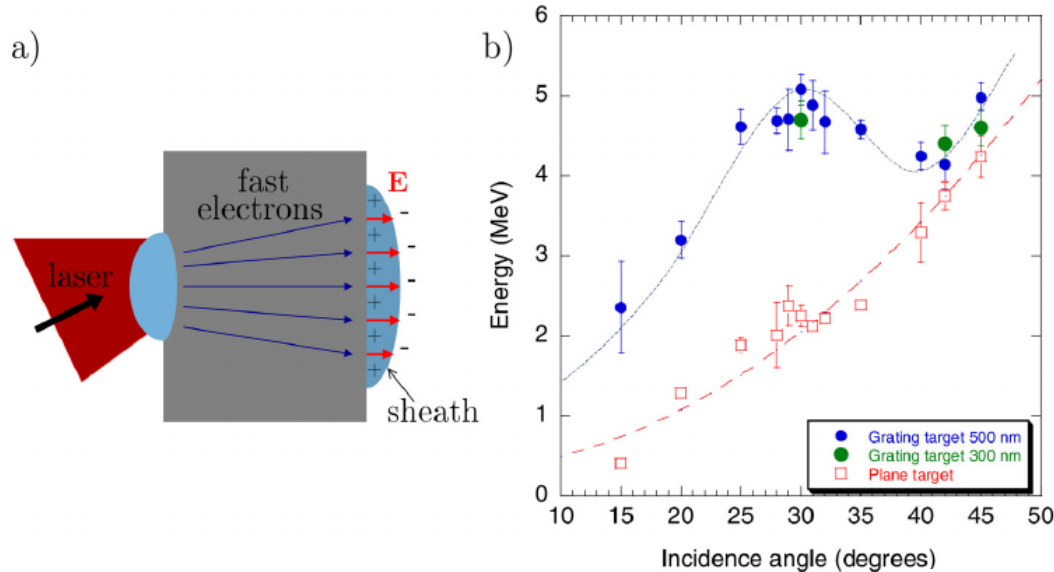 a)
fast
electrons
E
laser
+
-
+
-
+
-
+
-
+
-
+
sheath
b)
Energy (MeV)
6
5
4
3
2
1
0
Grating target 500 nm
Grating target 300 nm
Plane target
10 15 20 25 30 35 40 45 50
Incidence angle (degrees)